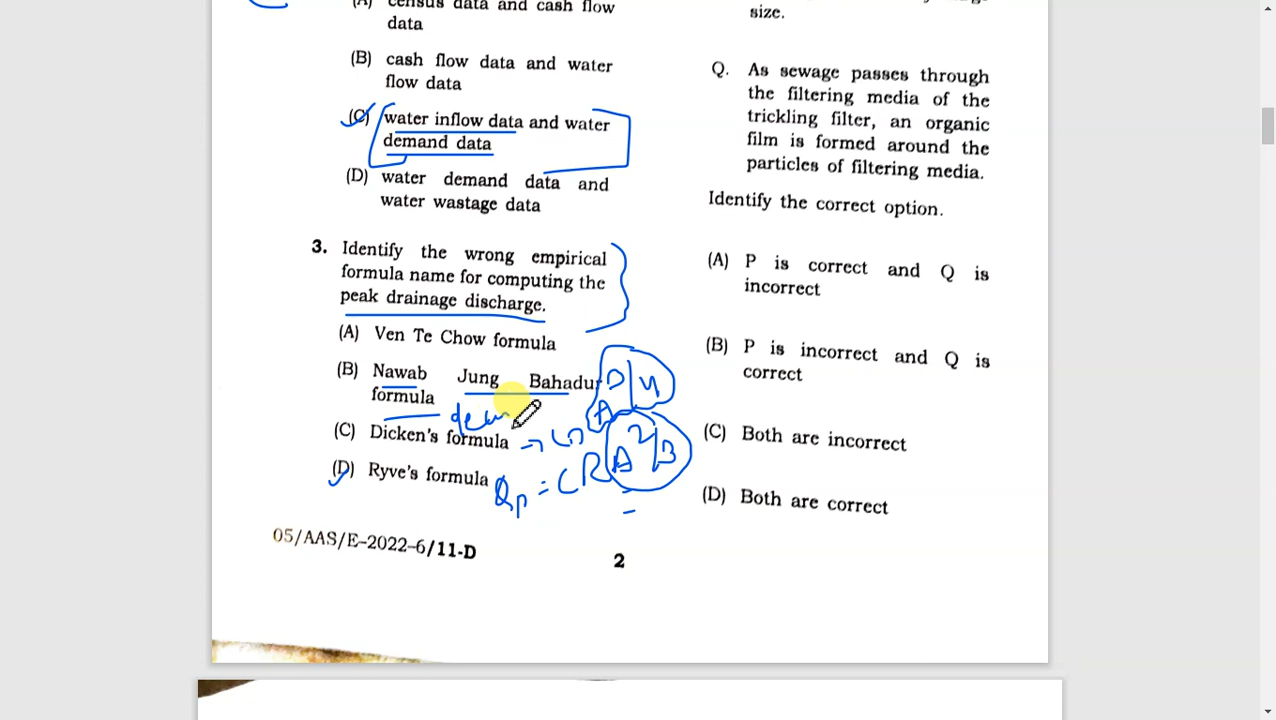 (A) census data and cash flow
data
(B) cash flow data and water
flow data
(C) water inflow data and water
demand data
(D) water demand data and
water wastage data
3. Identify the wrong empirical
formula name for computing the
peak drainage discharge.
(A) Ven Te Chow formula
(B) Nawab Jung Bahadur
formula
(C) Dicken's formula
(D) Ryve's formula
Qp = CR A 2/3
05/AAS/E-2022-6/11-D
2
size.
Q. As sewage passes through
the filtering media of the
trickling filter, an organic
film is formed around the
particles of filtering media.
Identify the correct option.
(A) P is correct and Q is
incorrect
(B) P is incorrect and Q is
correct
(C) Both are incorrect
(D) Both are correct